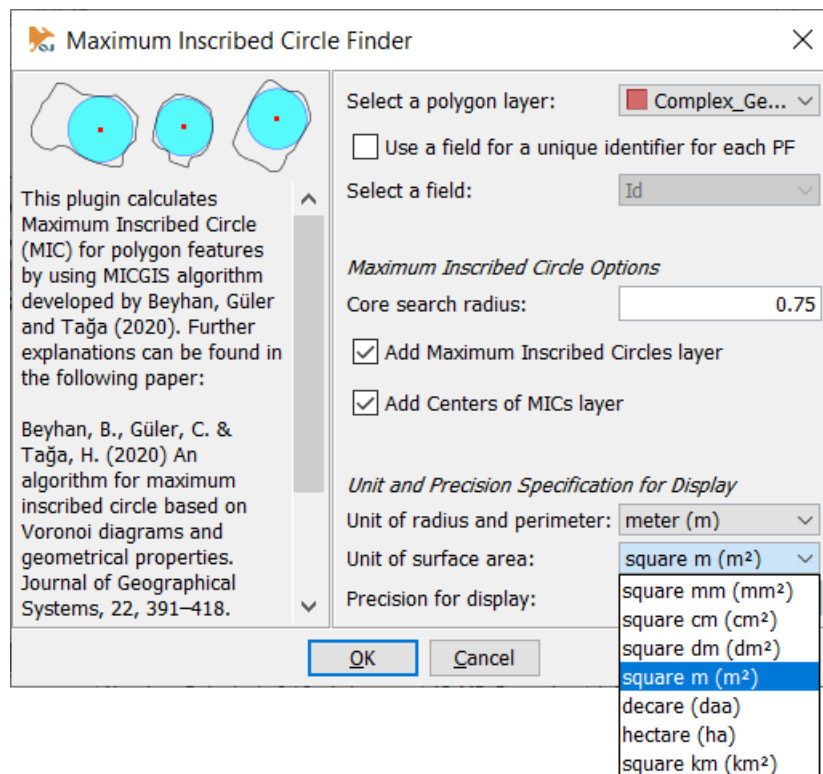 Maximum Inscribed Circle Finder
This plugin calculates
Maximum Inscribed Circle
(MIC) for polygon features
by using MICGIS algorithm
developed by Beyhan, Güler
and Tağa (2020). Further
explanations can be found in
the following paper:
Beyhan, B., Güler, C. &
Tağa, H. (2020) An
algorithm for maximum
inscribed circle based on
Voronoi diagrams and
geometrical properties.
Journal of Geographical
Systems, 22, 391–418.
Select a polygon layer: Complex_Ge...
Use a field for a unique identifier for each PF
Select a field: Id
Maximum Inscribed Circle Options
Core search radius: 0.75
Add Maximum Inscribed Circles layer
Add Centers of MICs layer
Unit and Precision Specification for Display
Unit of radius and perimeter: meter (m)
Unit of surface area: square m (m²)
Precision for display:
square mm (mm²)
square cm (cm²)
square dm (dm²)
square m (m²)
decare (daa)
hectare (ha)
square km (km²)
OK Cancel